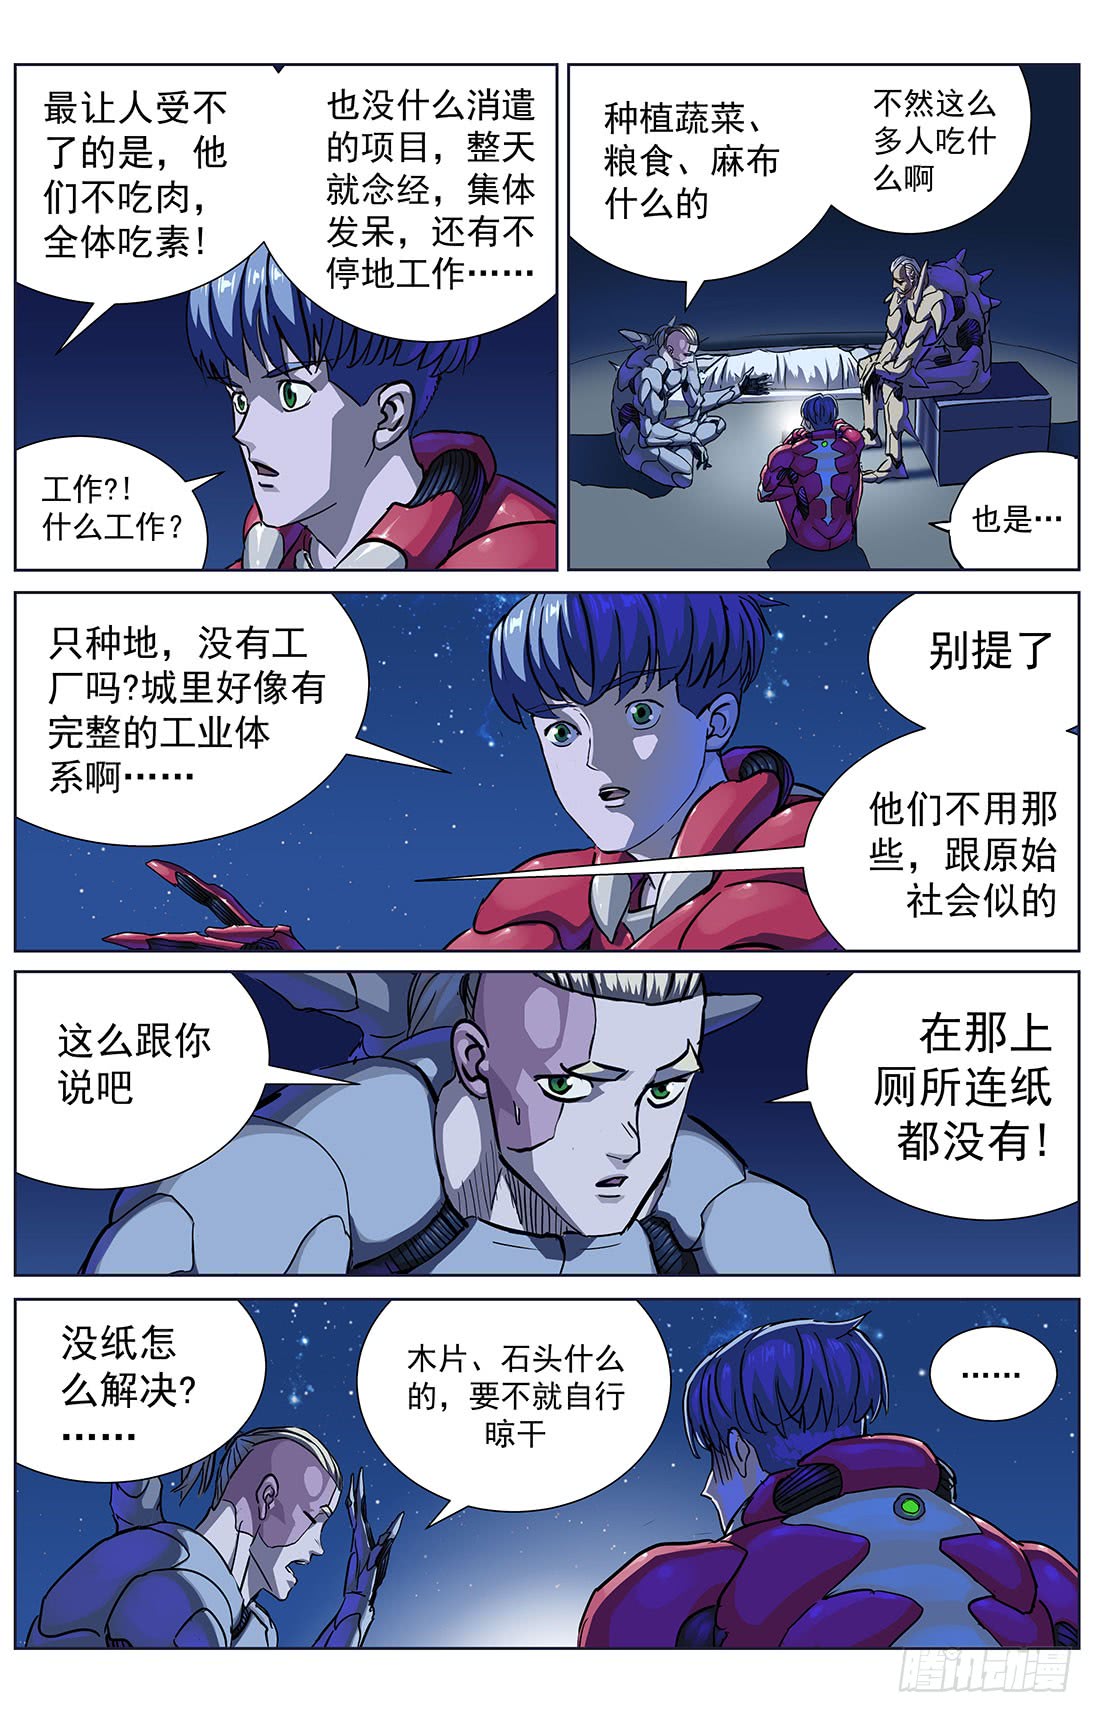 最让人受不
了的是，他
们不吃肉，
全体吃素!
也没什么消遣
的项目，整天
就念经，集体
发呆，还有不
停地工作……
工作?!
什么工作?
种植蔬菜、
粮食、麻布
什么的
不然这么
多人吃什
么啊
也是…
只种地，没有工
厂吗?城里好像有
完整的工业体
系啊……
别提了
他们不用那
些，跟原始
社会似的
这么跟你
说吧
在那上
厕所连纸
都没有!
没纸怎
么解决?
……
木片、石头什么
的，要不就自行
晾干
……
腾讯动漫